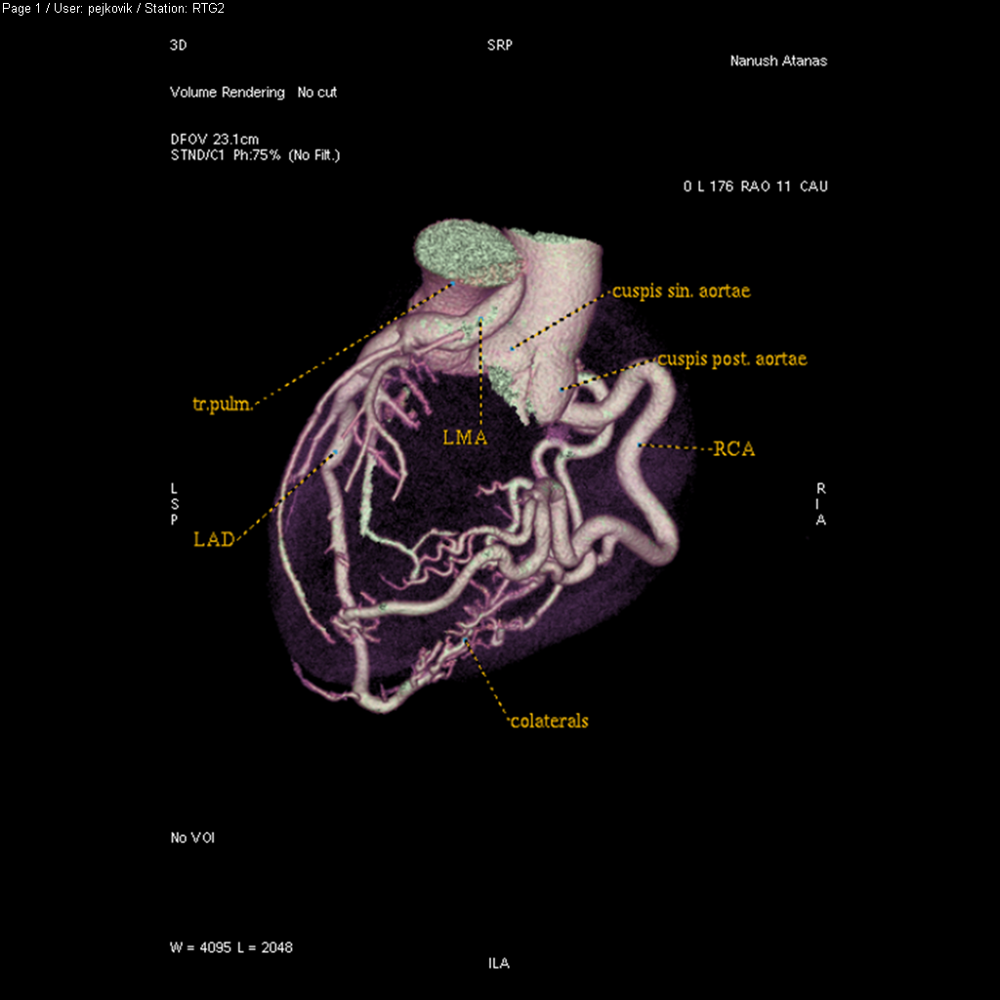 Page 1 / User: pejkovik / Station: RTG2
3D
SRP
Nanush Atanas
Volume Rendering No cut
DFOV 23.1cm
STND/C1 Ph:75% (No Filt.)
0 L 176 RAO 11 CAU
cuspis sin. aortae
cuspis post. aortae
tr.pulm.
LMA
RCA
L
S
P
R
I
A
LAD
colaterals
No VOI
W = 4095 L = 2048
ILA